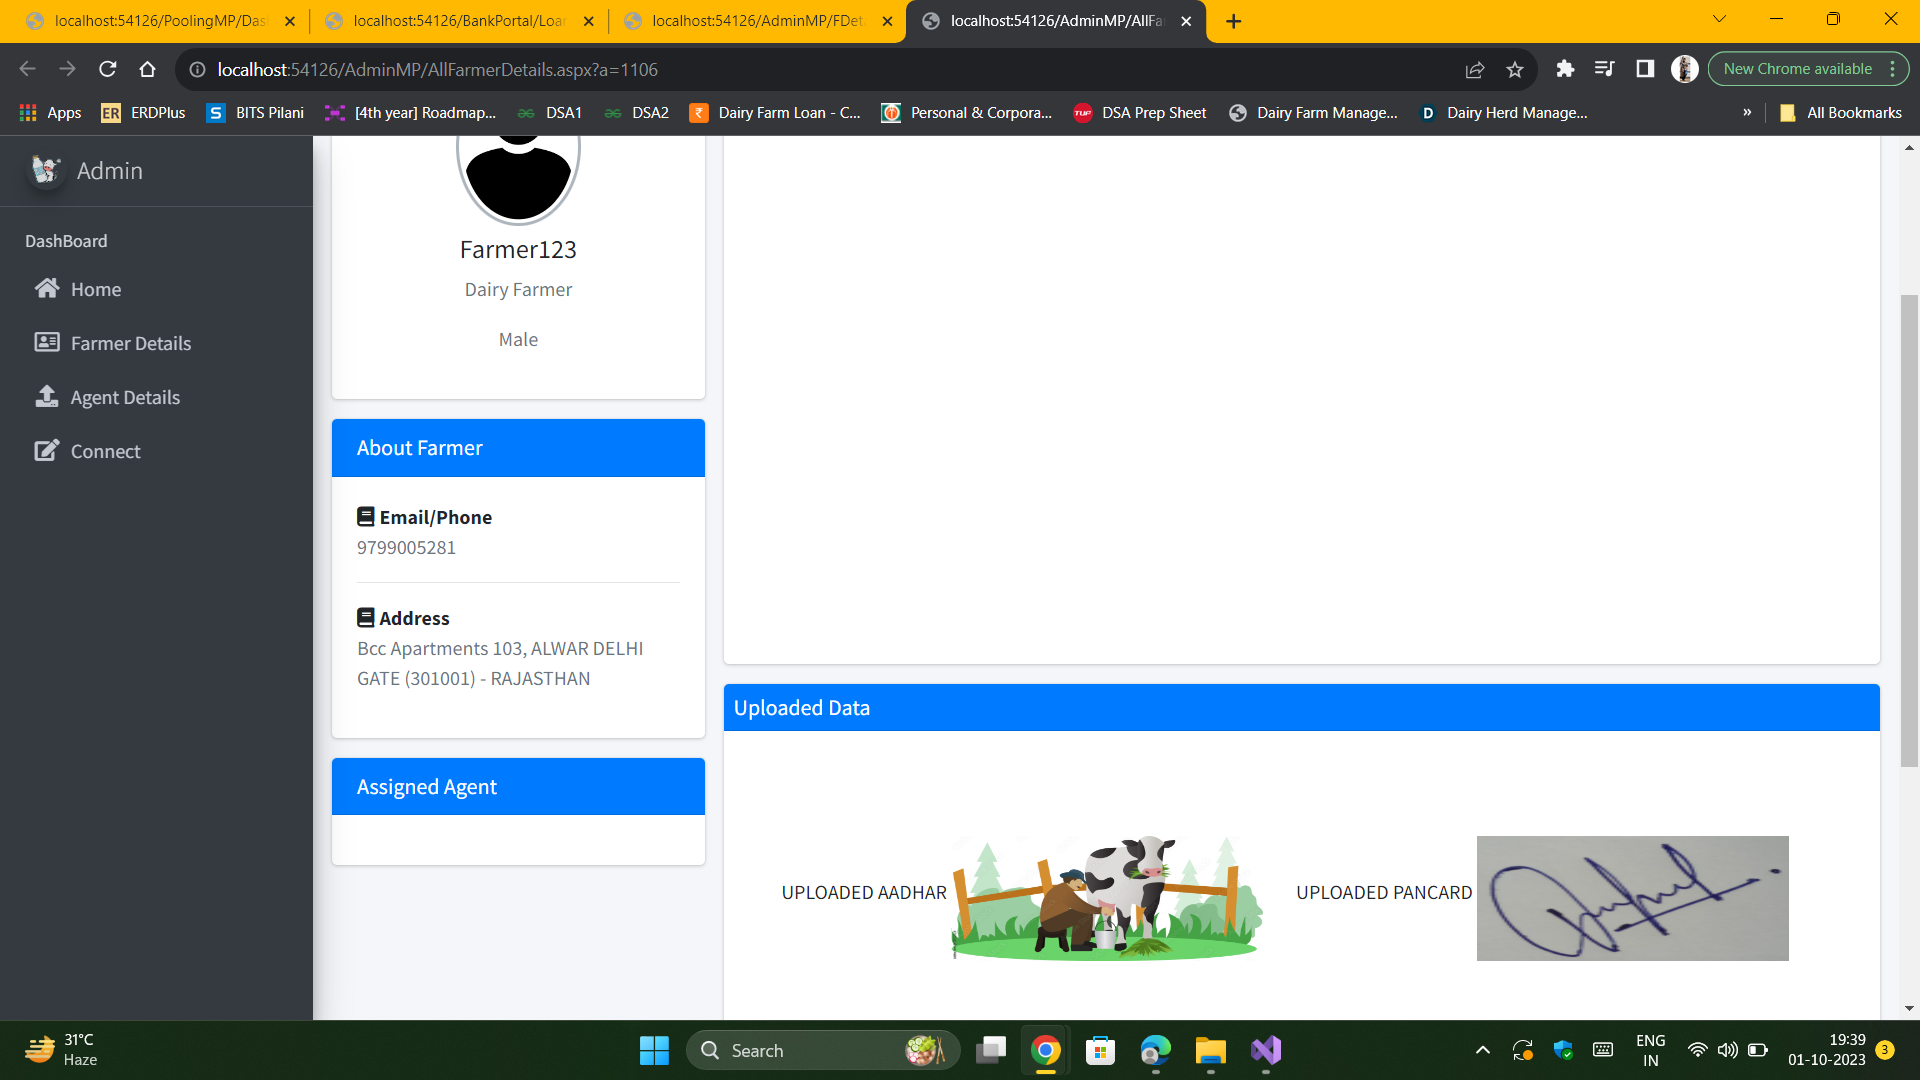 localhost:54126/PoolingMP/Das
localhost:54126/BankPortal/Loa
localhost:54126/AdminMP/FDet
localhost:54126/AdminMP/AllFa
localhost:54126/AdminMP/AllFarmerDetails.aspx?a=1106
New Chrome available
Apps
ER
ERDPlus
S
BITS Pilani
[4th year] Roadmap...
DSA1
DSA2
Dairy Farm Loan - C...
Personal & Corpora...
TUF
DSA Prep Sheet
Dairy Farm Manage...
D
Dairy Herd Manage...
»
All Bookmarks
Admin
DashBoard
Home
Farmer Details
Agent Details
Connect
Farmer123
Dairy Farmer
Male
About Farmer
Email/Phone
9799005281
Address
Bcc Apartments 103, ALWAR DELHI
GATE (301001) - RAJASTHAN
Assigned Agent
Uploaded Data
UPLOADED AADHAR
UPLOADED PANCARD
31°C
Haze
Search
ENG
IN
19:39
01-10-2023
3